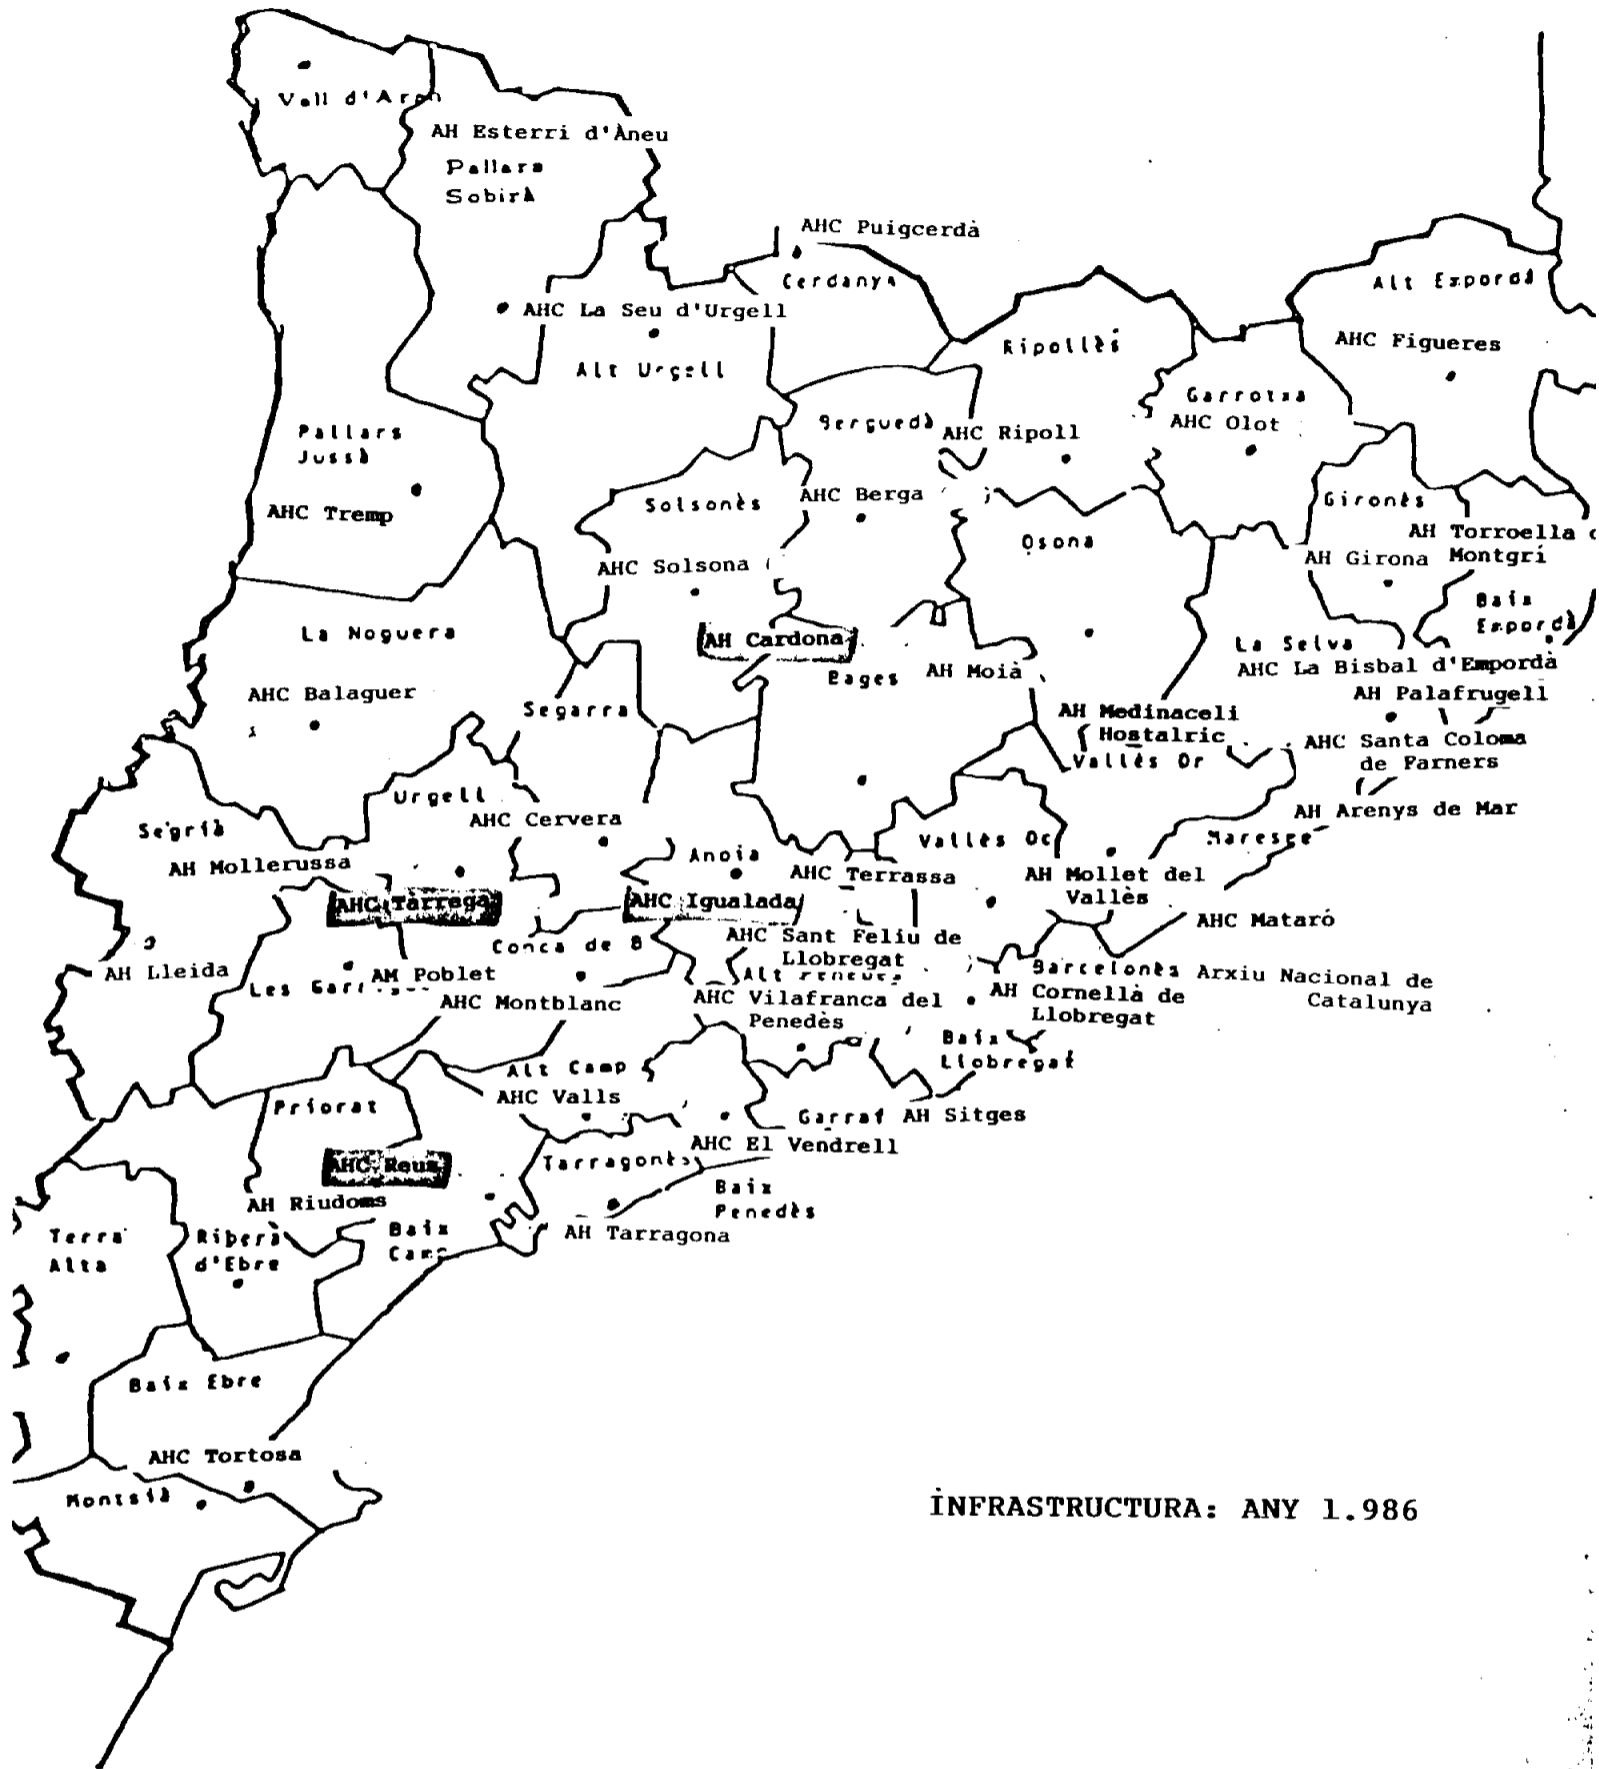 Vall d'Aran
AH Esterri d'Àneu
Pallars
Sobirà
AHC Puigcerdà
Cerdanya
Alt Empordà
AHC La Seu d'Urgell
Alt Urgell
Ripollès
AHC Figueres
Garrotxa
AHC Olot
Berguedà
AHC Ripoll
Pallars
Jussà
AHC Tremp
Solsonès
AHC Berga
Gironès
Osona
AH Torroella
Montgrí
AH Girona
AHC Solsona
Baix
Empordà
La Noguera
AH Cardona
La Selva
AHC La Bisbal d'Empordà
Bages
AH Moià
AHC Balaguer
AH Palafrugell
Segarra
AH Medinaceli
Hostalric
Vallès Or
AHC Santa Coloma
de Farners
Urgell
AHC Cervera
AH Arenys de Mar
Segrià
Vallès Oc
Maresme
AH Mollerussa
Anoia
AHC Terrassa
AH Mollet del
Vallès
AHC Tàrrega
AHC Igualada
AHC Mataró
Conca de B
AHC Sant Feliu de
Llobregat
AH Lleida
Les Garrigues
AM Poblet
Alt Penedès
Barcelonès
Arxiu Nacional de
Catalunya
AHC Montblanc
AHC Vilafranca del
Penedès
AH Cornellà de
Llobregat
Baix
Llobregat
Alt Camp
AHC Valls
Priorat
Garraf
AH Sitges
AHC El Vendrell
AHC Reus
Tarragonès
AH Riudoms
Baix
Penedès
Terra
Alta
Ribera
d'Ebre
Baix
Camp
AH Tarragona
Baix Ebre
AHC Tortosa
Montsià
INFRASTRUCTURA: ANY 1.986